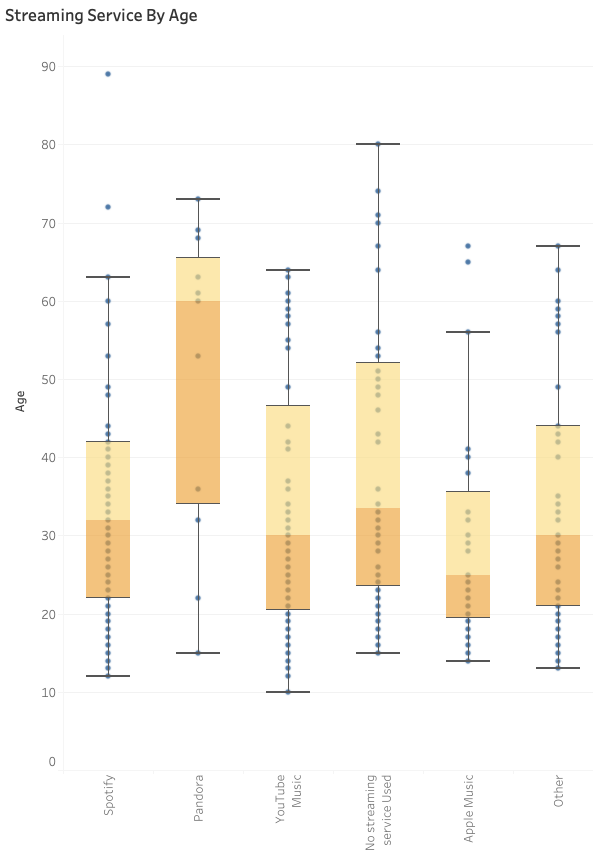 Streaming Service By Age
90
80
70
60
50
40
30
20
10
0
Age
Spotify
Pandora
YouTube
Music
No streaming
service Used
Apple Music
Other